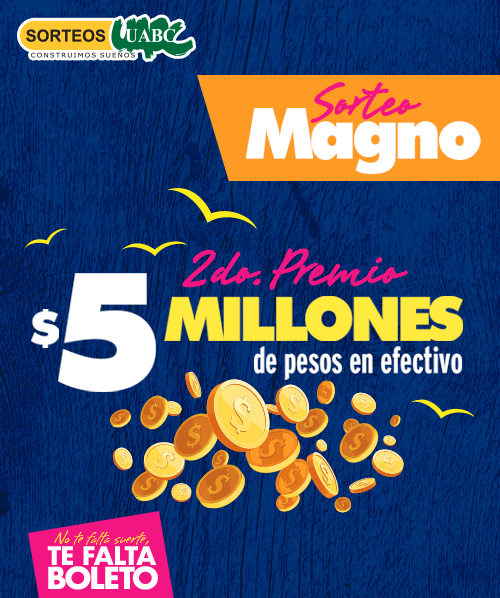 SORTEOS UABC
CONSTRUIMOS SUEÑOS
Sorteo
Magno
2do. Premio
$5 MILLONES
de pesos en efectivo
No te falta suerte,
TE FALTA
BOLETO